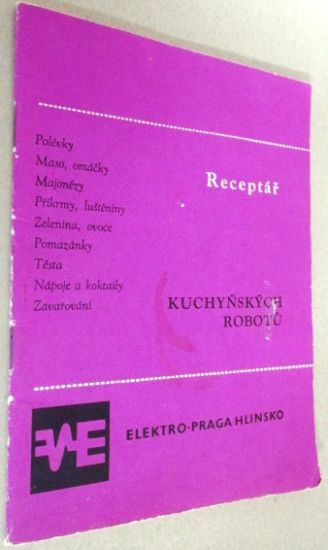 Polévky
Maso, omáčky
Majonézy
Příkrmy, luštěniny
Zelenina, ovoce
Pomazánky
Těsta
Nápoje a koktaily
Zavařování
Receptář
KUCHYŇSKÝCH
ROBOTŮ
ELEKTRO-PRAGA HLINSKO